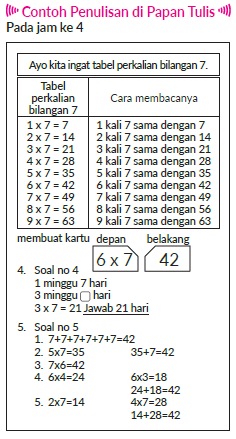 Contoh Penulisan di Papan Tulis
Pada jam ke 4
Ayo kita ingat tabel perkalian bilangan 7.
Tabel perkalian bilangan 7 Cara membacanya
1 x 7 = 7 1 kali 7 sama dengan 7
2 x 7 = 14 2 kali 7 sama dengan 14
3 x 7 = 21 3 kali 7 sama dengan 21
4 x 7 = 28 4 kali 7 sama dengan 28
5 x 7 = 35 5 kali 7 sama dengan 35
6 x 7 = 42 6 kali 7 sama dengan 42
7 x 7 = 49 7 kali 7 sama dengan 49
8 x 7 = 56 8 kali 7 sama dengan 56
9 x 7 = 63 9 kali 7 sama dengan 63
membuat kartu depan belakang
6 x 7 42
4. Soal no 4
1 minggu 7 hari
3 minggu □ hari
3 x 7 = 21 Jawab 21 hari
5. Soal no 5
1. 7+7+7+7+7+7=42
2. 5x7=35 35+7=42
3. 7x6=42
4. 6x4=24 6x3=18
24+18=42
5. 2x7=14 4x7=28
14+28=42